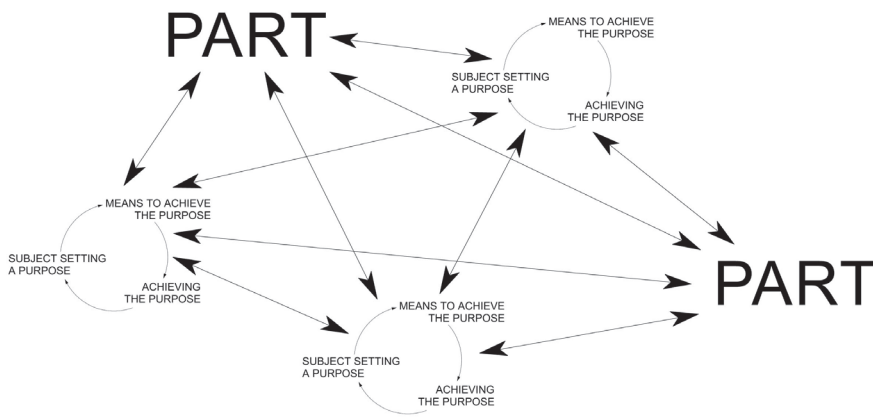 PART
MEANS TO ACHIEVE
THE PURPOSE
SUBJECT SETTING
A PURPOSE
ACHIEVING
THE PURPOSE
MEANS TO ACHIEVE
THE PURPOSE
SUBJECT SETTING
A PURPOSE
ACHIEVING
THE PURPOSE
PART
MEANS TO ACHIEVE
THE PURPOSE
SUBJECT SETTING
A PURPOSE
ACHIEVING
THE PURPOSE